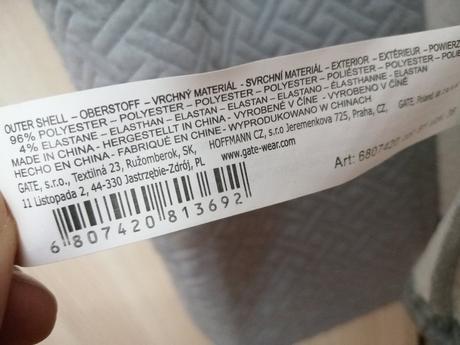 OUTER SHELL – OBERSTOFF – VRCHNÝ MATERIÁL - SVRCHNÍ MATERIÁL - EXTERIOR - EXTÉRIEUR - POWIERZ
96% POLYESTER – POLYESTER - POLYESTER – POLYESTER - POLIÉSTER – POLYESTER - POLIE
4% ELASTANE - ELASTHAN - ELASTAN - ELASTAN – ELASTANO - ÉLASTHANNE - ELASTAN
MADE IN CHINA - HERGESTELLT IN CHINA - VYROBENÉ V ČÍNE - VYROBENO V ČÍNĚ
HECHO EN CHINA - FABRIQUÉ EN CHINE - WYPRODUKOWANO W CHINACH
GATE, s.r.o., Textilná 23, Ružomberok, SK, HOFFMANN CZ, s.r.o Jeremenkova 725, Praha, CZ, GATE, Poland,
11 Listopada 2, 44-330 Jastrzębie-Zdrój, PL www.gate-wear.com
Art: 6807420
6 807420 813692